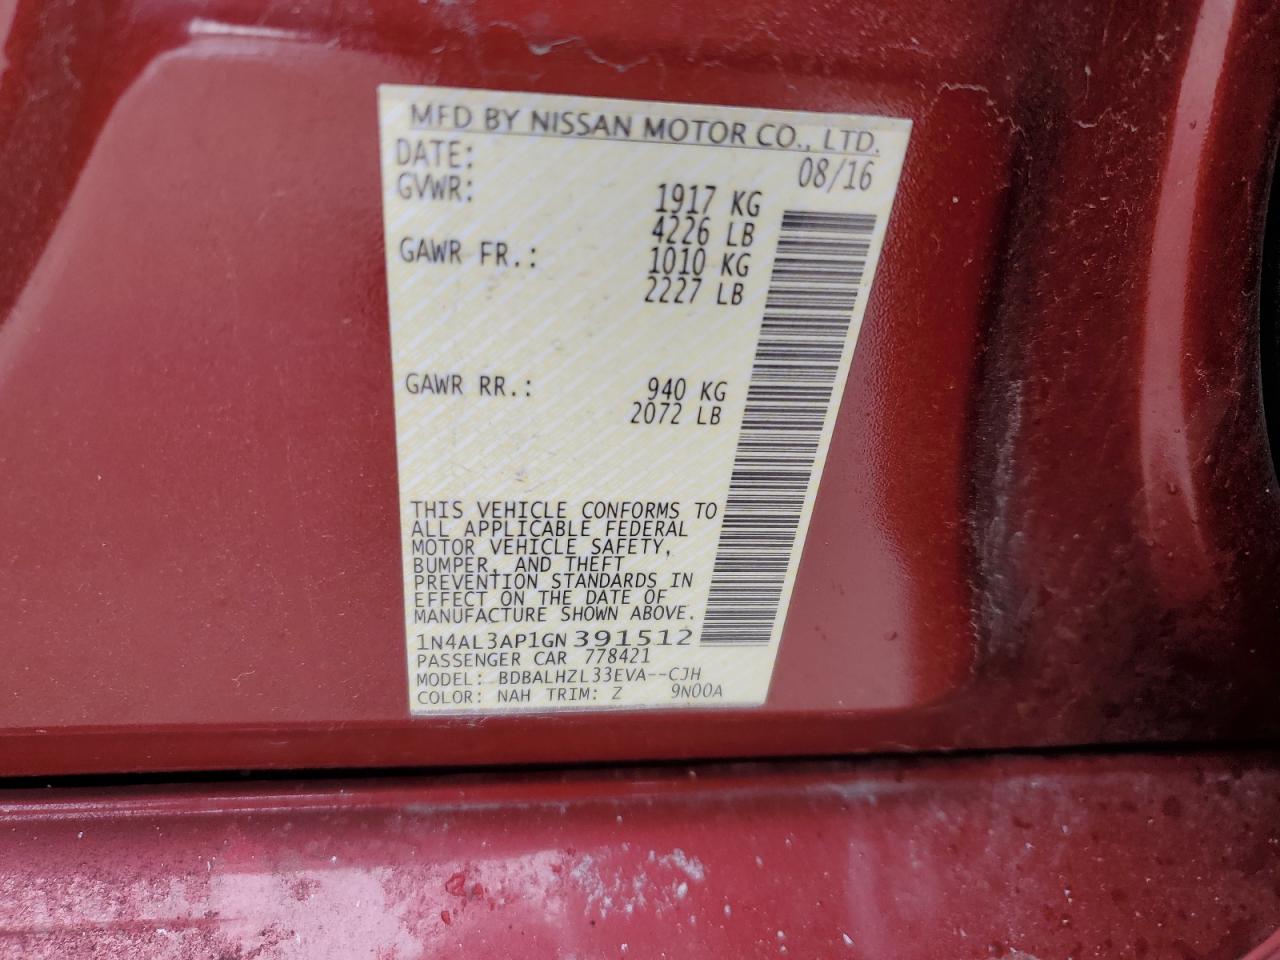 MFD BY NISSAN MOTOR CO., LTD.
DATE: 08/16
GVWR: 1917 KG
4226 LB
GAWR FR.: 1010 KG
2227 LB
GAWR RR.: 940 KG
2072 LB
THIS VEHICLE CONFORMS TO
ALL APPLICABLE FEDERAL
MOTOR VEHICLE SAFETY,
BUMPER, AND THEFT
PREVENTION STANDARDS IN
EFFECT ON THE DATE OF
MANUFACTURE SHOWN ABOVE.
1N4AL3AP1GN391512
PASSENGER CAR 778421
MODEL: BDBALHZL33EVA--CJH
COLOR: NAH TRIM: Z 9N00A